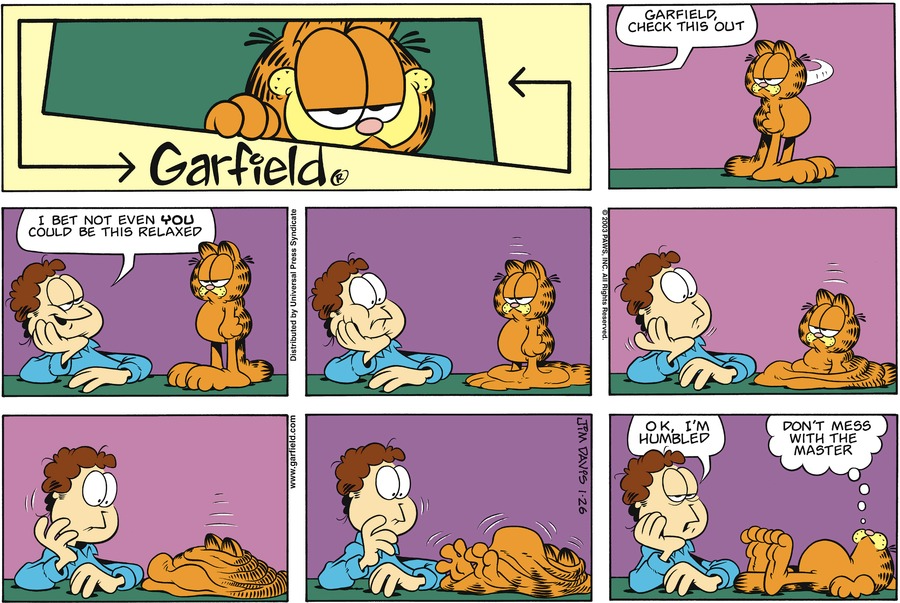 Garfield®
GARFIELD,
CHECK THIS OUT
I BET NOT EVEN YOU
COULD BE THIS RELAXED
Distributed by Universal Press Syndicate
© 2003 PAWS, INC. All Rights Reserved.
www.garfield.com
JIM DAVIS 1-26
OK, I'M
HUMBLED
DON'T MESS
WITH THE
MASTER